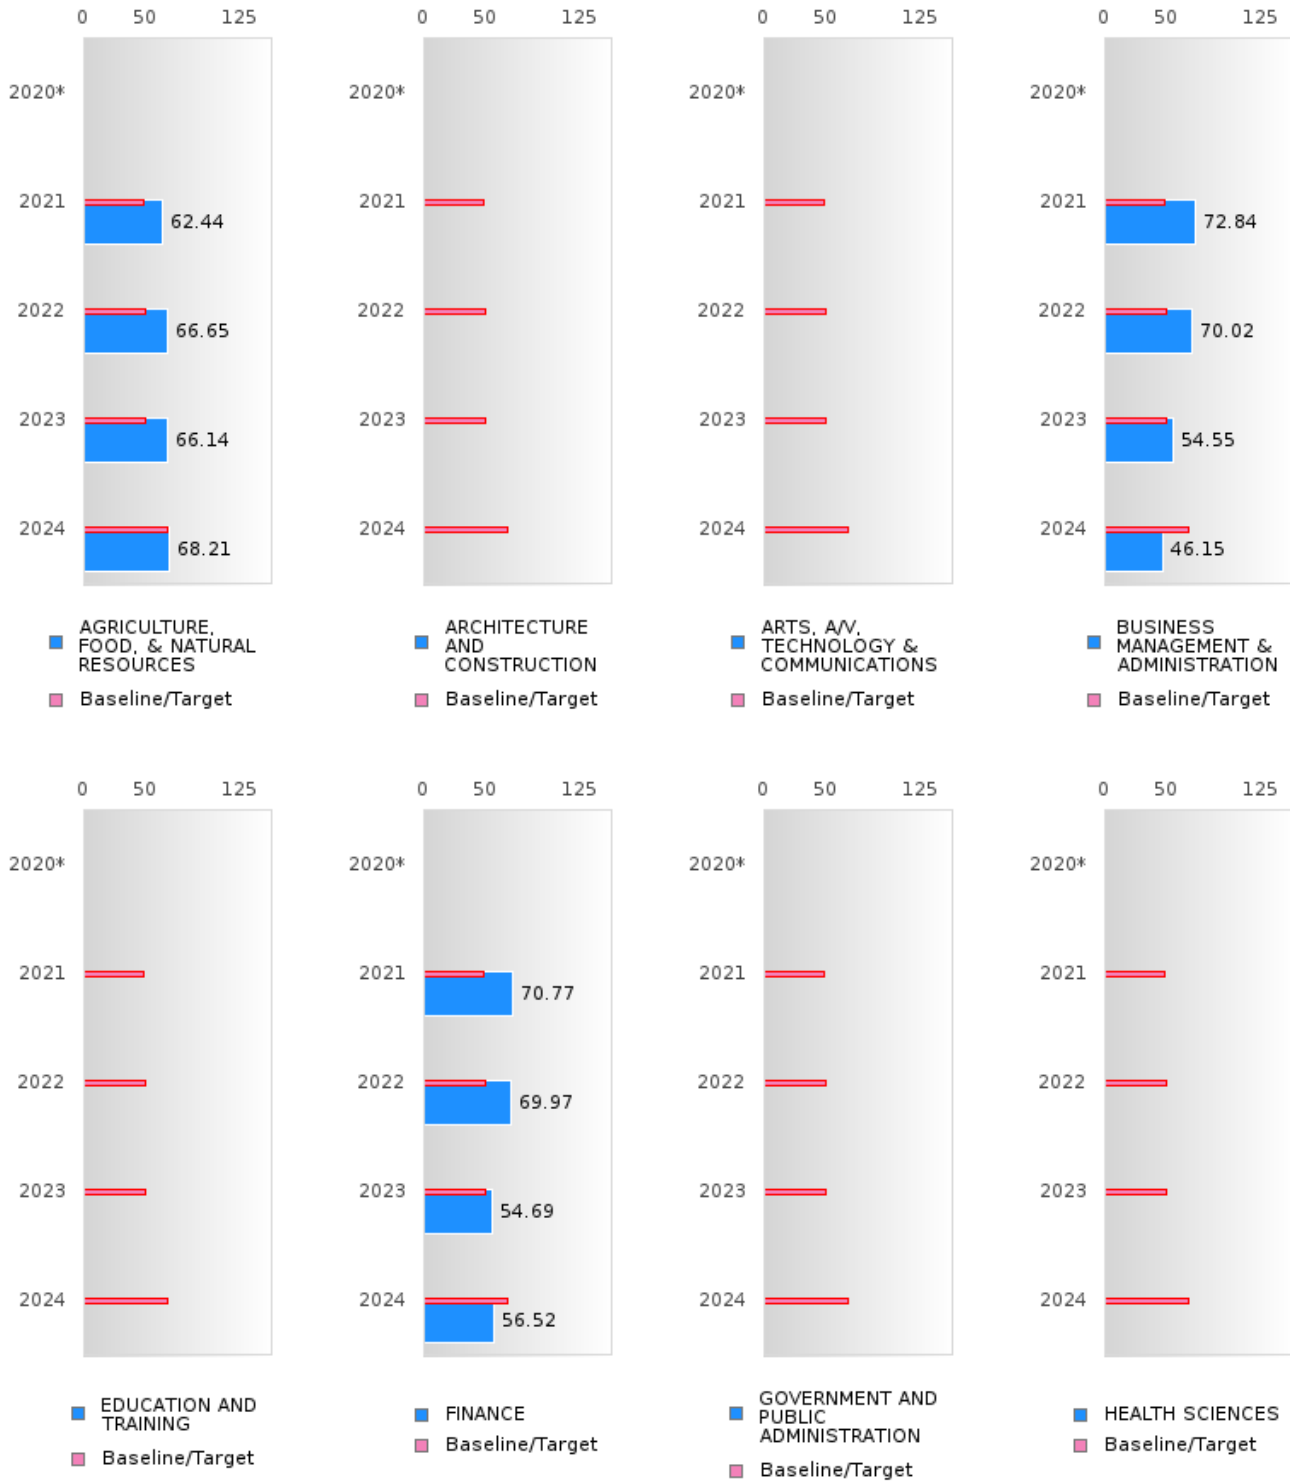 0 50 125 0 50 125 0 50 125 0 50 125
2020* 2020* 2020* 2020*
2021 62.44 2021 2021 2021 72.84
2022 66.65 2022 2022 2022 70.02
2023 66.14 2023 2023 2023 54.55
2024 68.21 2024 2024 2024 46.15
AGRICULTURE,
FOOD, & NATURAL
RESOURCES
Baseline/Target
ARCHITECTURE
AND
CONSTRUCTION
Baseline/Target
ARTS, A/V,
TECHNOLOGY &
COMMUNICATIONS
Baseline/Target
BUSINESS
MANAGEMENT &
ADMINISTRATION
Baseline/Target
0 50 125 0 50 125 0 50 125 0 50 125
2020* 2020* 2020* 2020*
2021 2021 70.77 2021 2021
2022 2022 69.97 2022 2022
2023 2023 54.69 2023 2023
2024 2024 56.52 2024 2024
EDUCATION AND
TRAINING
Baseline/Target
FINANCE
Baseline/Target
GOVERNMENT AND
PUBLIC
ADMINISTRATION
Baseline/Target
HEALTH SCIENCES
Baseline/Target